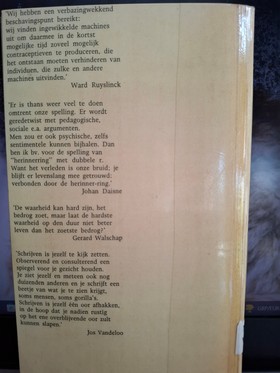 'Wij hebben een verbazingwekkend
beschavingspunt bereikt:
wij vinden ingewikkelde machines
uit om daarmee in de kortst
mogelijke tijd zoveel mogelijk
contraceptieven te produceren, die
het ontstaan moeten verhinderen van
individuen, die zulke en andere
machines uitvinden.'
Ward Ruyslinck
'Er is thans weer veel te doen
omtrent onze spelling. Er wordt
geredetwist met pedagogische,
sociale e.a. argumenten.
Men zou er ook psychische, zelfs
sentimentele kunnen bijhalen. Dan
ben ik bv. voor de spelling van
"herinnerring" met dubbele r.
Want het verleden is onze bruid: je
blijft er levenslang mee getrouwd:
verbonden door de herinner-ring.'
Johan Daisne
'De waarheid kan hard zijn, het
bedrog zoet, maar laat de hardste
waarheid op den duur niet beter
leven dan het zoetste bedrog?'
Gerard Walschap
'Schrijven is jezelf te kijk zetten.
Observerend en consulterend een
spiegel voor je gezicht houden.
Je ziet jezelf en meteen ook nog
duizenden anderen en je schrijft een
beetje van wat je te zien krijgt,
soms mensen, soms gorilla's.
Schrijven is jezelf één oor afhakken,
in de hoop dat je nadien rustig
op het ene overblijvende oor zult
kunnen slapen.'
Jos Vandeloo